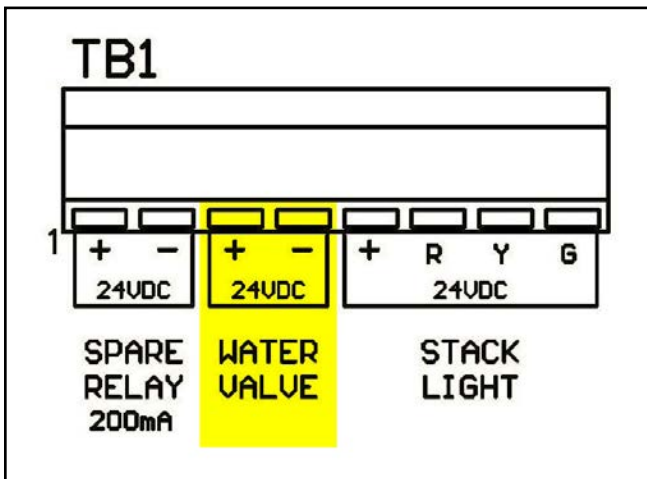 TB1
1 + - + - + R Y G
24VDC 24VDC 24VDC
SPARE WATER STACK
RELAY VALVE LIGHT
200mA